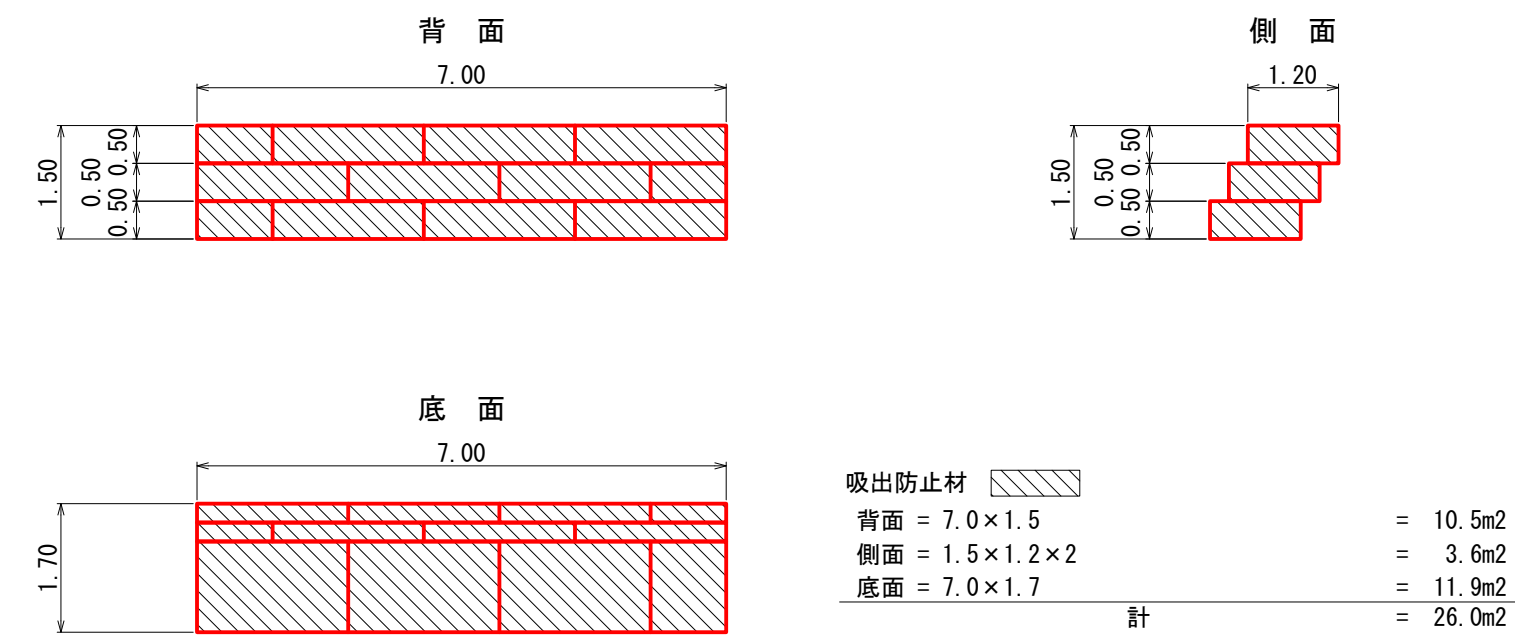 背　面
7.00
1.50
0.50
0.50
0.50
側　面
1.20
1.50
0.50
0.50
0.50
底　面
7.00
1.70
吸出防止材
背面 = 7.0×1.5 = 10.5m2
側面 = 1.5×1.2×2 = 3.6m2
底面 = 7.0×1.7 = 11.9m2
計 = 26.0m2